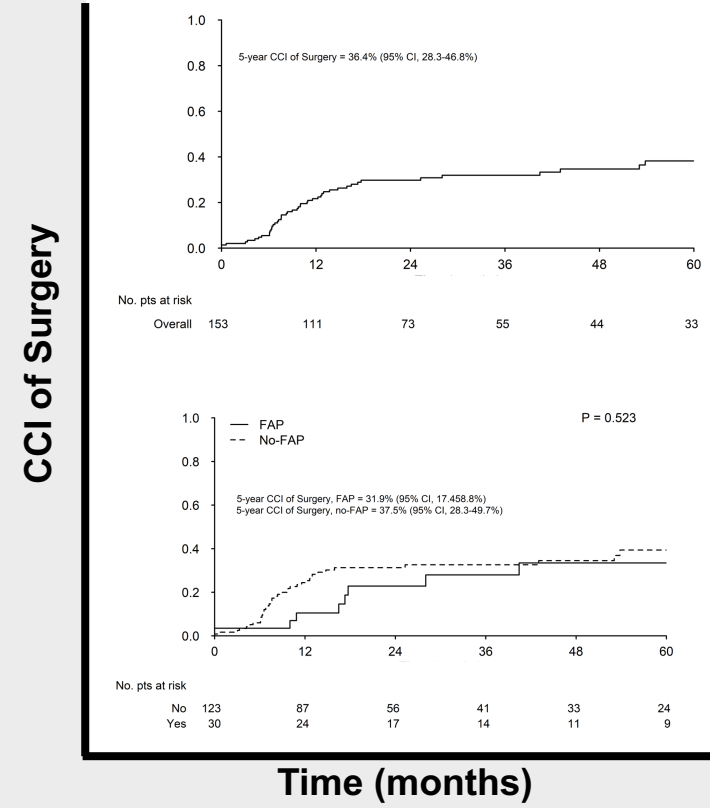 CCI of Surgery
1.0
5-year CCI of Surgery = 36.4% (95% CI, 28.3-46.8%)
0.8
0.6
0.4
0.2
0.0
0 12 24 36 48 60
No. pts at risk
Overall 153 111 73 55 44 33
1.0 FAP P = 0.523
No-FAP
0.8
5-year CCI of Surgery, FAP = 31.9% (95% CI, 17.458.8%)
0.6
5-year CCI of Surgery, no-FAP = 37.5% (95% CI, 28.3-49.7%)
0.4
0.2
0.0
0 12 24 36 48 60
No. pts at risk
No 123 87 56 41 33 24
Yes 30 24 17 14 11 9
Time (months)